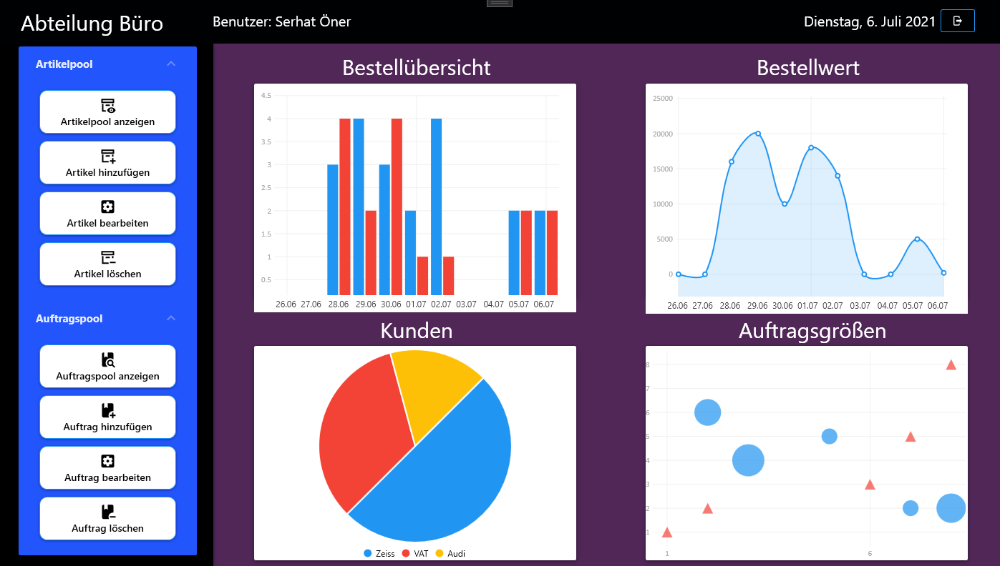 Abteilung Büro
Benutzer: Serhat Öner
Dienstag, 6. Juli 2021
Artikelpool
Artikelpool anzeigen
Artikel hinzufügen
Artikel bearbeiten
Artikel löschen
Auftragspool
Auftragspool anzeigen
Auftrag hinzufügen
Auftrag bearbeiten
Auftrag löschen
Bestellübersicht
4.5
4
3.5
3
2.5
2
1.5
1
0.5
26.06 27.06 28.06 29.06 30.06 01.07 02.07 03.07 04.07 05.07 06.07
Bestellwert
25000
20000
15000
10000
5000
0
26.06 27.06 28.06 29.06 30.06 01.07 02.07 03.07 04.07 05.07 06.07
Kunden
Zeiss VAT Audi
Auftragsgrößen
8
7
6
5
4
3
2
1
1 6